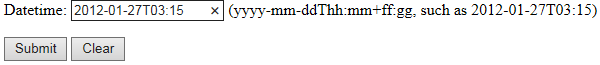 Datetime: 2012-01-27T03:15 × (yyyy-mm-ddThh:mm+ff:gg, such as 2012-01-27T03:15)
Submit Clear